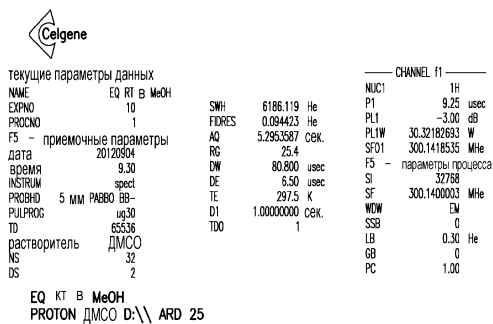 Celgene
текущие параметры данных
NAME EQ RT В MeOH
EXPNO 10
PROCNO 1
F5 - приемочные параметры
дата 20120904
время 9.30
INSTRUM spect
PROBHD 5 мм PABBO BB-
PULPROG ug30
TD 65536
растворитель ДМСО
NS 32
DS 2
SWH 6186.119 Не
FIDRES 0.094423 Не
AQ 5.2953587 сек.
RG 25.4
DW 80.800 usec
DE 6.50 usec
TE 297.5 K
D1 1.00000000 сек.
TD0 1
CHANNEL f1
NUC1 1H
P1 9.25 usec
PL1 -3.00 dB
PL1W 30.32182693 W
SFO1 300.1418535 MHe
F5 - параметры процесса
SI 32768
SF 300.1400003 MHe
WDW EM
SSB 0
LB 0.30 Не
GB 0
PC 1.00
EQ КТ В MeOH
PROTON ДМСО D:\\ ARD 25